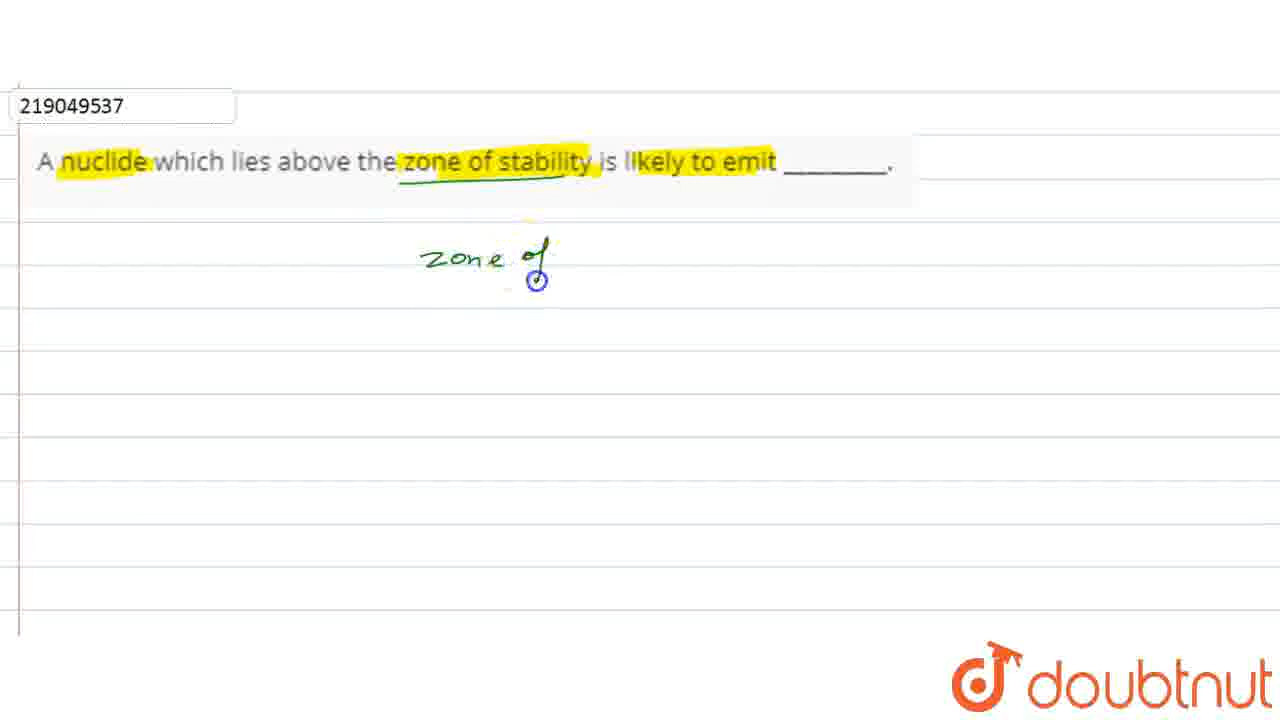 219049537
A nuclide which lies above the zone of stability is likely to emit ________.
zone of
doubtnut